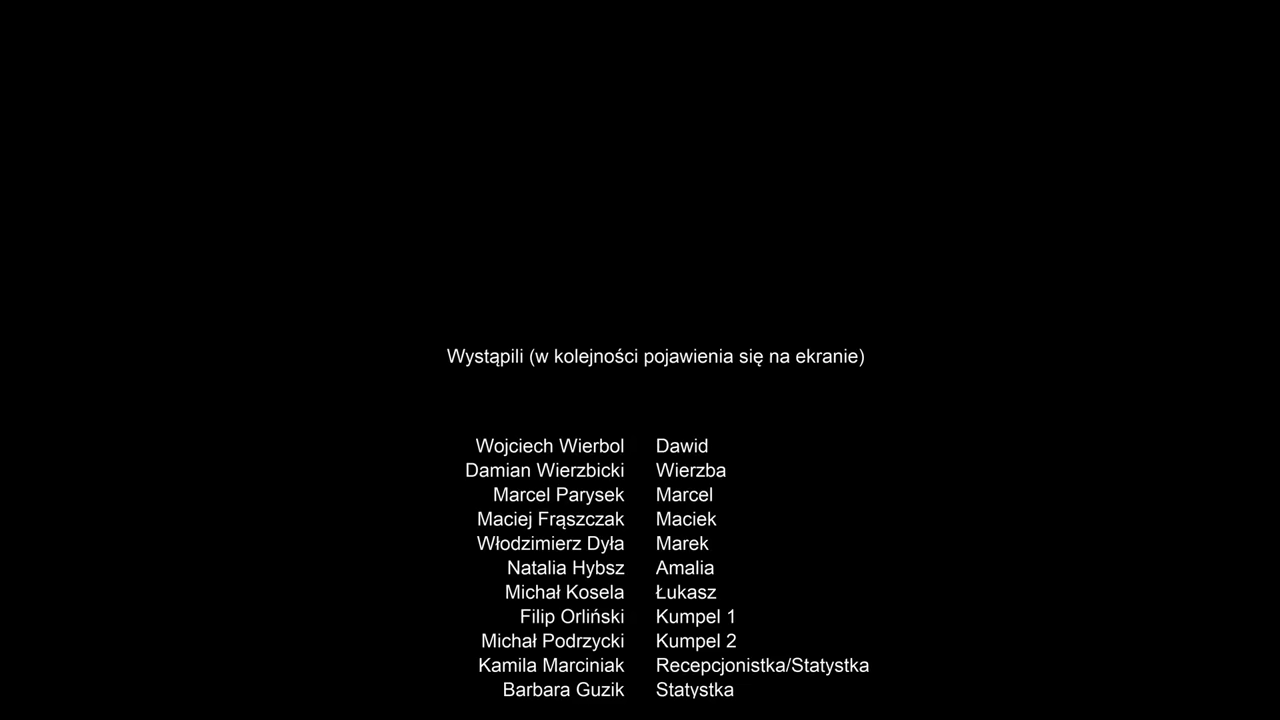 Wystąpili (w kolejności pojawienia się na ekranie)
Wojciech Wierbol Dawid
Damian Wierzbicki Wierzba
Marcel Parysek Marcel
Maciej Frąszczak Maciek
Włodzimierz Dyła Marek
Natalia Hybsz Amalia
Michał Kosela Łukasz
Filip Orliński Kumpel 1
Michał Podrzycki Kumpel 2
Kamila Marciniak Recepcjonistka/Statystka
Barbara Guzik Statystka